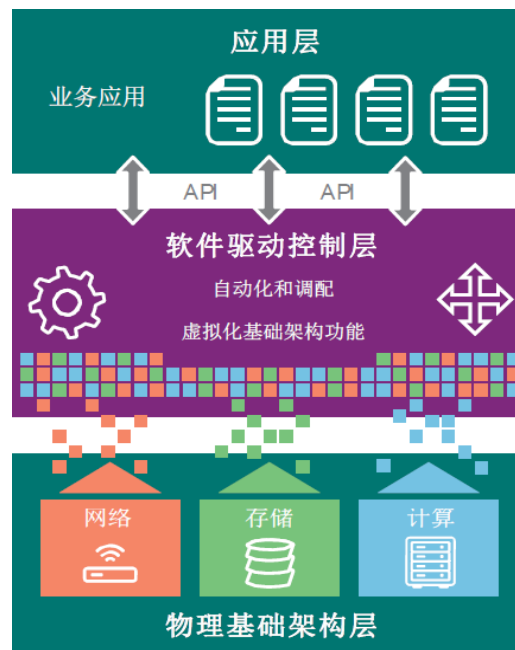 应用层
业务应用
API API
软件驱动控制层
自动化和调配
虚拟化基础架构功能
网络 存储 计算
物理基础架构层